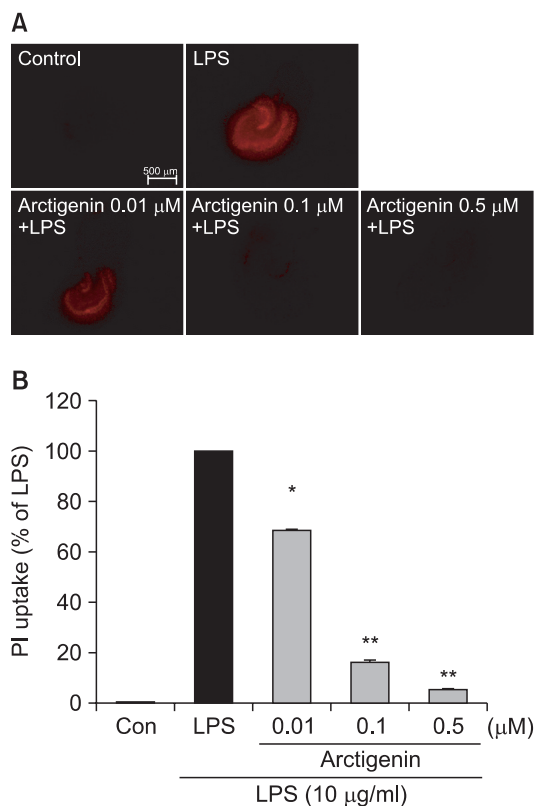 A
Control
LPS
500 μm
Arctigenin 0.01 μM
+LPS
Arctigenin 0.1 μM
+LPS
Arctigenin 0.5 μM
+LPS
B
PI uptake (% of LPS)
120
100
80
60
40
20
0
*
**
**
Con
LPS
0.01
0.1
0.5
(μM)
Arctigenin
LPS (10 μg/ml)